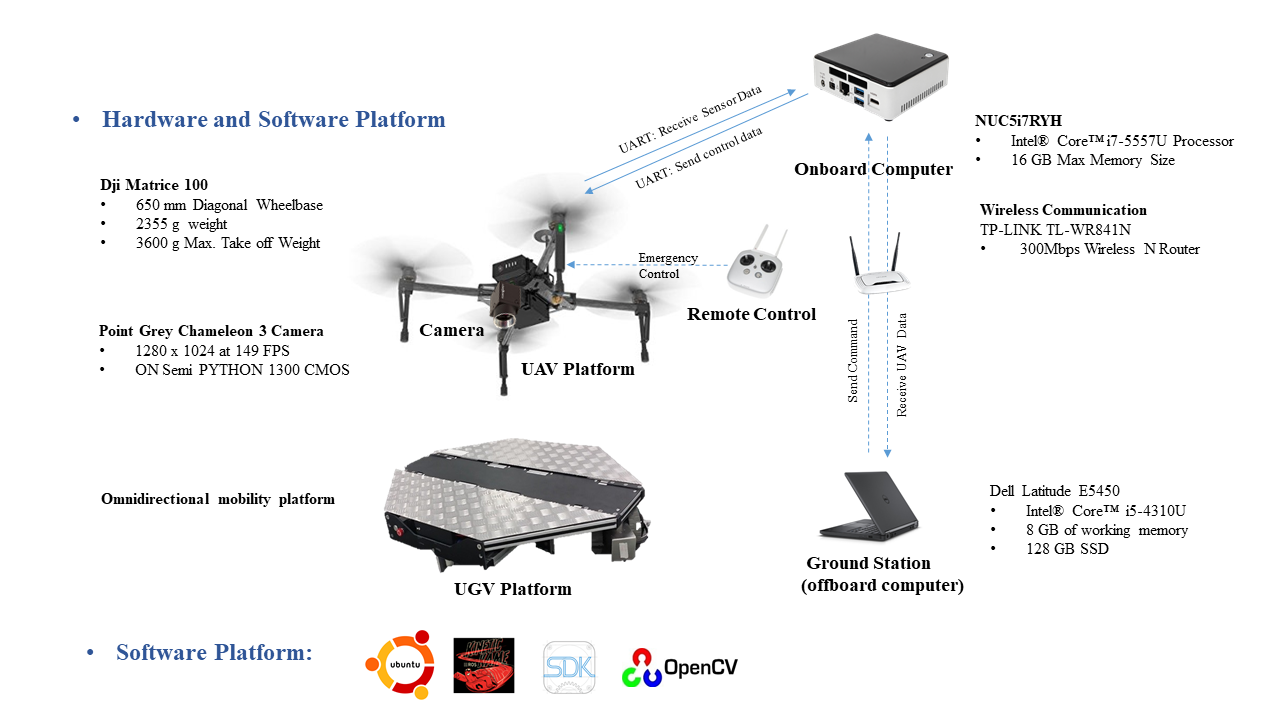 • Hardware and Software Platform
Dji Matrice 100
• 650 mm Diagonal Wheelbase
• 2355 g weight
• 3600 g Max. Take off Weight
Point Grey Chameleon 3 Camera
• 1280 x 1024 at 149 FPS
• ON Semi PYTHON 1300 CMOS
Omnidirectional mobility platform
UART: Receive Sensor Data
UART: Send control data
Onboard Computer
NUC5i7RYH
• Intel® Core™ i7-5557U Processor
• 16 GB Max Memory Size
Wireless Communication
TP-LINK TL-WR841N
• 300Mbps Wireless N Router
Emergency
Control
Remote Control
Camera
UAV Platform
Send Command
Receive UAV Data
UGV Platform
Dell Latitude E5450
• Intel® Core™ i5-4310U
• 8 GB of working memory
• 128 GB SSD
Ground Station
(offboard computer)
• Software Platform:
ubuntu
KINETIC
KAME
ROS
SDK
OpenCV